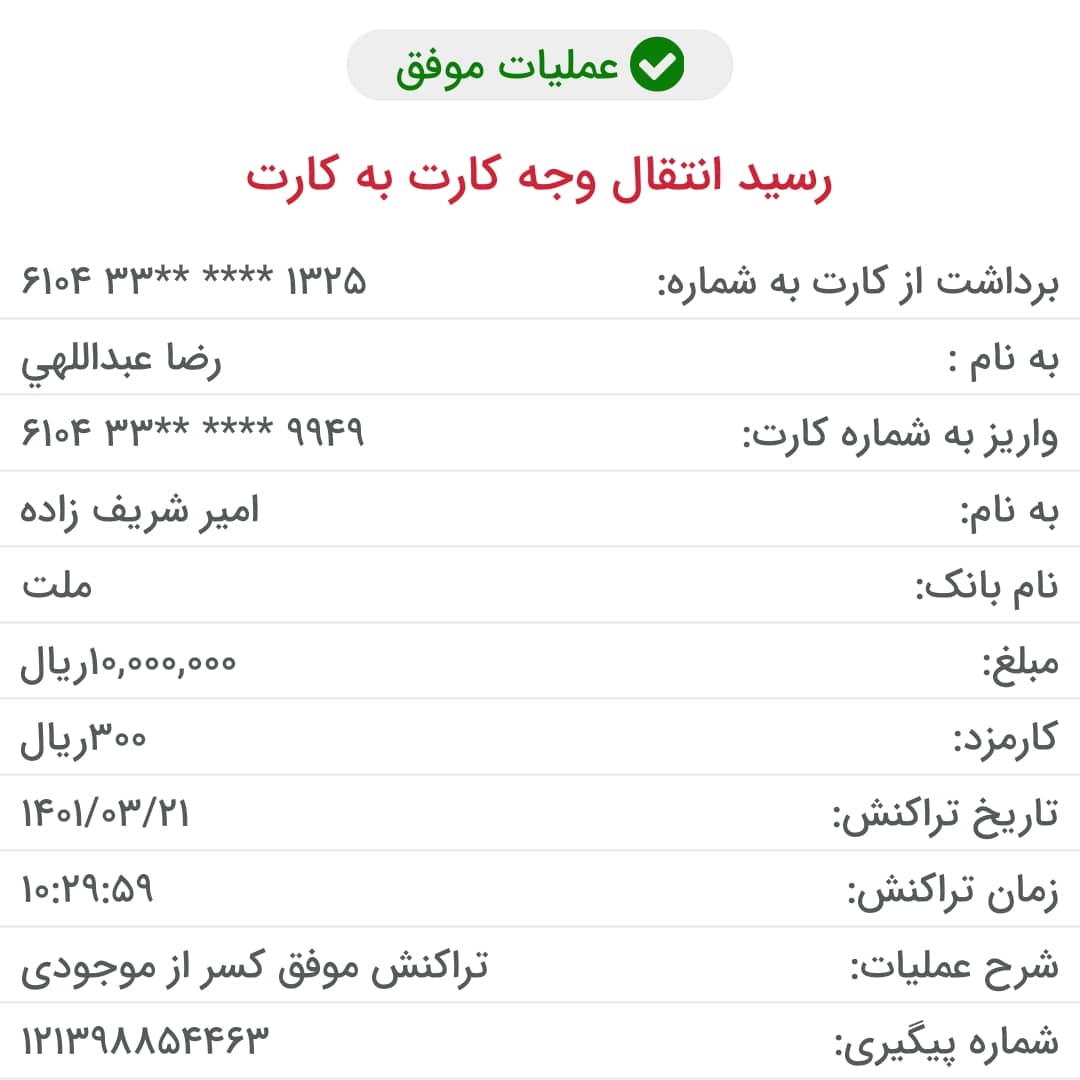 عملیات موفق
رسید انتقال وجه کارت به کارت
برداشت از کارت به شماره: ۶۱۰۴ ۳۳** **** ۱۳۲۵
به نام : رضا عبداللهي
واریز به شماره کارت: ۶۱۰۴ ۳۳** **** ۹۹۴۹
به نام: امیر شریف زاده
نام بانک: ملت
مبلغ: ۱۰,۰۰۰,۰۰۰ریال
کارمزد: ۳۰۰ریال
تاریخ تراکنش: ۱۴۰۱/۰۳/۲۱
زمان تراکنش: ۱۰:۲۹:۵۹
شرح عملیات: تراکنش موفق کسر از موجودی
شماره پیگیری: ۱۲۱۳۹۸۸۵۴۴۶۳